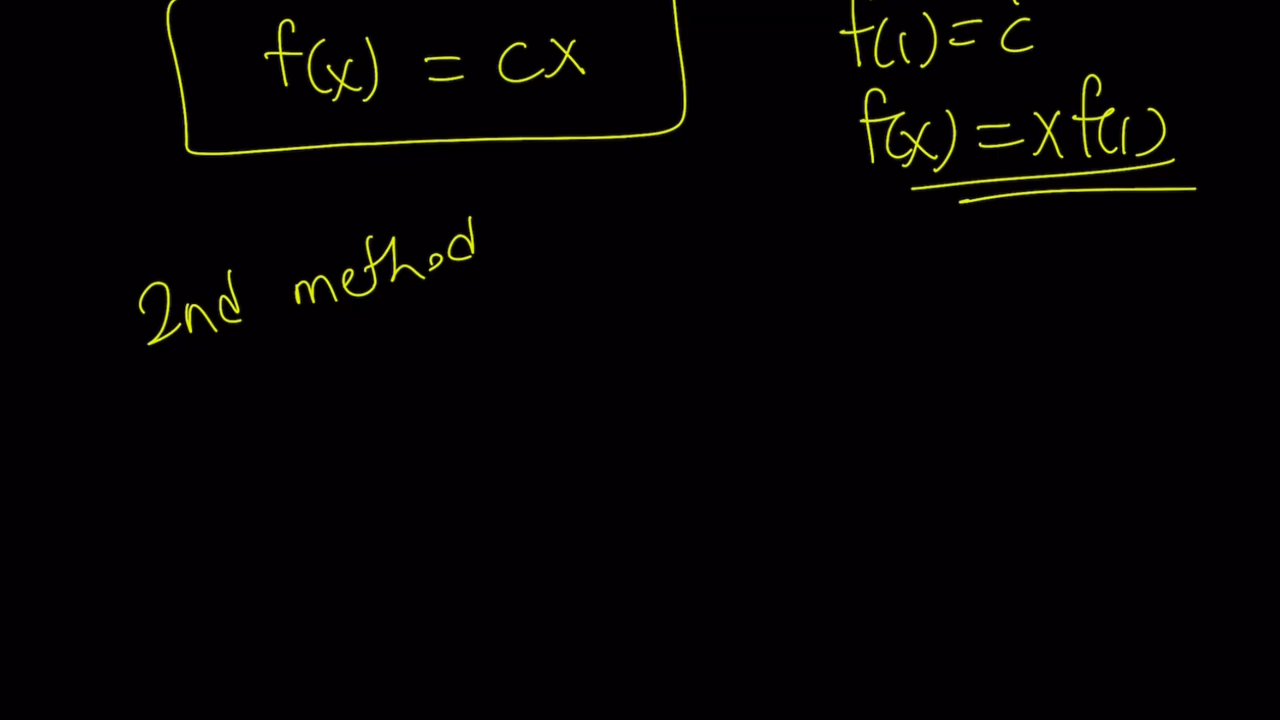 f(x) = cx
f(1) = c
f(x) = x f(1)
2nd method